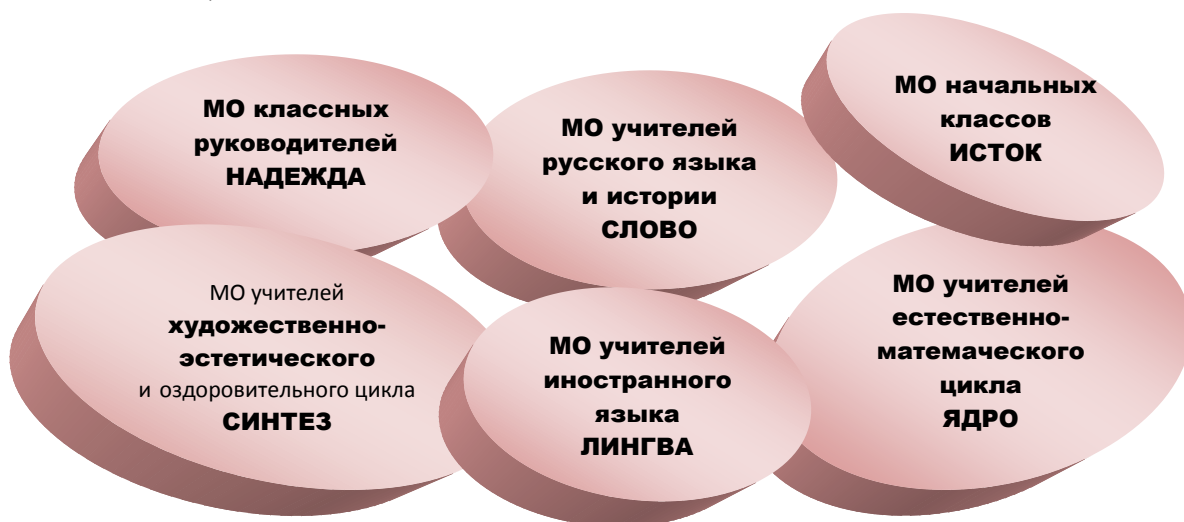 МО классных
руководителей
НАДЕЖДА
МО учителей
русского языка
и истории
СЛОВО
МО начальных
классов
ИСТОК
МО учителей
художественно-
эстетического
и оздоровительного цикла
СИНТЕЗ
МО учителей
иностранного
языка
ЛИНГВА
МО учителей
естественно-
матемаческого
цикла
ЯДРО